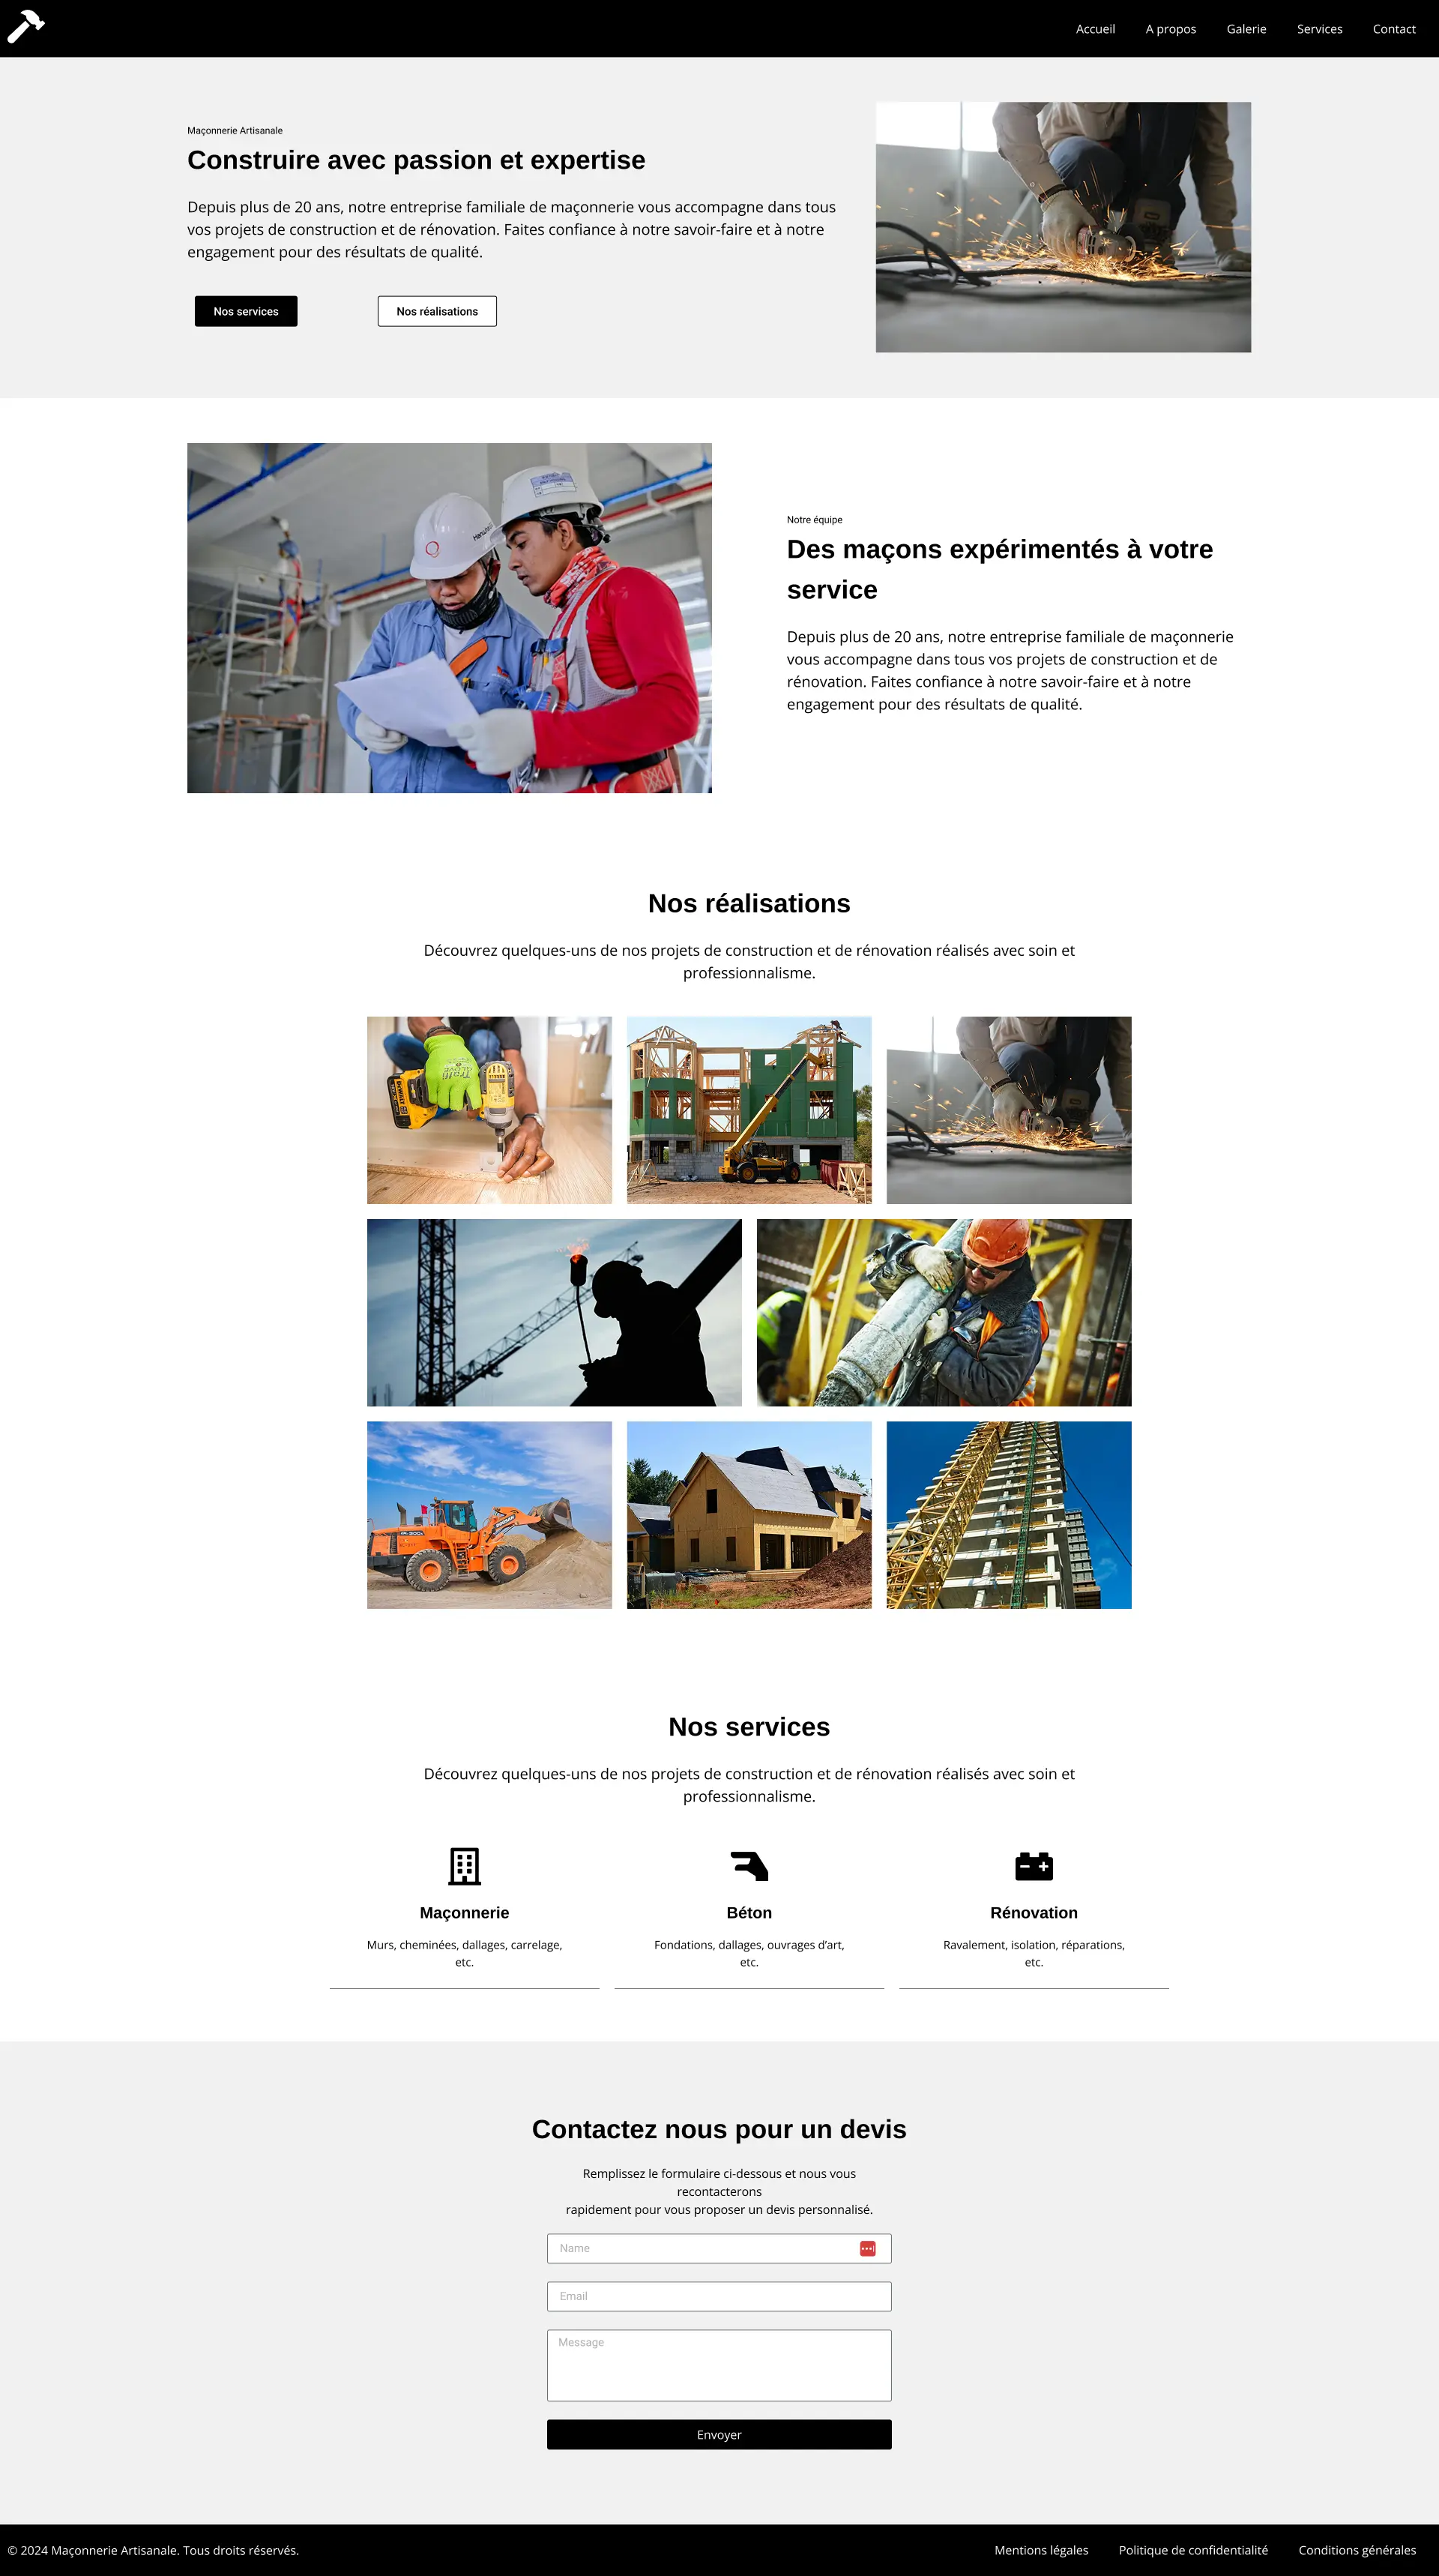 Accueil
A propos
Galerie
Services
Contact
Maçonnerie Artisanale
Construire avec passion et expertise
Depuis plus de 20 ans, notre entreprise familiale de maçonnerie vous accompagne dans tous
vos projets de construction et de rénovation. Faites confiance à notre savoir-faire et à notre
engagement pour des résultats de qualité.
Nos services
Nos réalisations
Notre équipe
Des maçons expérimentés à votre
service
Depuis plus de 20 ans, notre entreprise familiale de maçonnerie
vous accompagne dans tous vos projets de construction et de
rénovation. Faites confiance à notre savoir-faire et à notre
engagement pour des résultats de qualité.
Nos réalisations
Découvrez quelques-uns de nos projets de construction et de rénovation réalisés avec soin et
professionnalisme.
Nos services
Découvrez quelques-uns de nos projets de construction et de rénovation réalisés avec soin et
professionnalisme.
Maçonnerie
Murs, cheminées, dallages, carrelage,
etc.
Béton
Fondations, dallages, ouvrages d’art,
etc.
Rénovation
Ravalement, isolation, réparations,
etc.
Contactez nous pour un devis
Remplissez le formulaire ci-dessous et nous vous
recontacterons
rapidement pour vous proposer un devis personnalisé.
Name
Email
Message
Envoyer
© 2024 Maçonnerie Artisanale. Tous droits réservés.
Mentions légales
Politique de confidentialité
Conditions générales